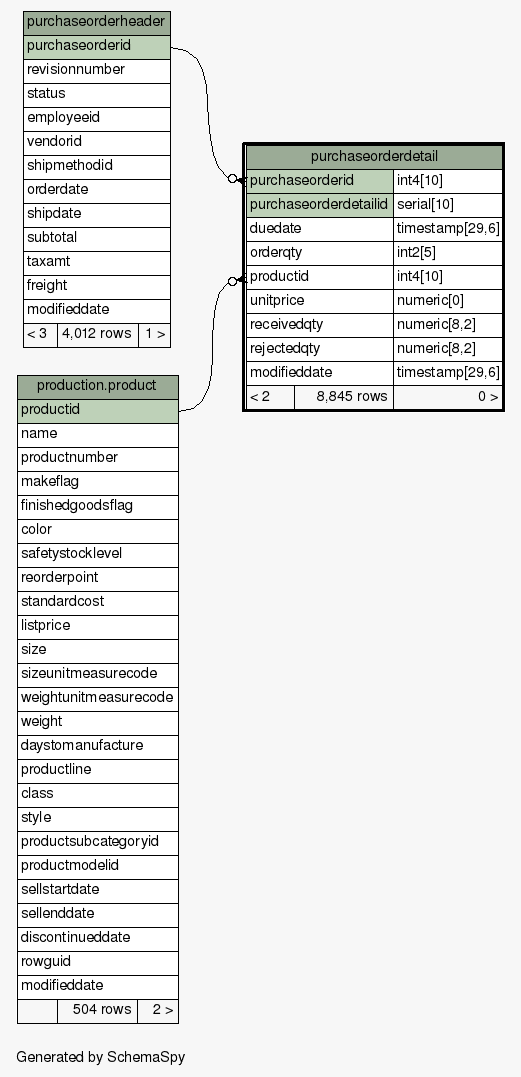 purchaseorderheader
purchaseorderid
revisionnumber
status
employeeid
vendorid
shipmethodid
orderdate
shipdate
subtotal
taxamt
freight
modifieddate
< 3 4,012 rows 1 >
purchaseorderdetail
purchaseorderid int4[10]
purchaseorderdetailid serial[10]
duedate timestamp[29,6]
orderqty int2[5]
productid int4[10]
unitprice numeric[0]
receivedqty numeric[8,2]
rejectedqty numeric[8,2]
modifieddate timestamp[29,6]
< 2 8,845 rows 0 >
production.product
productid
name
productnumber
makeflag
finishedgoodsflag
color
safetystocklevel
reorderpoint
standardcost
listprice
size
sizeunitmeasurecode
weightunitmeasurecode
weight
daystomanufacture
productline
class
style
productsubcategoryid
productmodelid
sellstartdate
sellenddate
discontinueddate
rowguid
modifieddate
504 rows 2 >
Generated by SchemaSpy